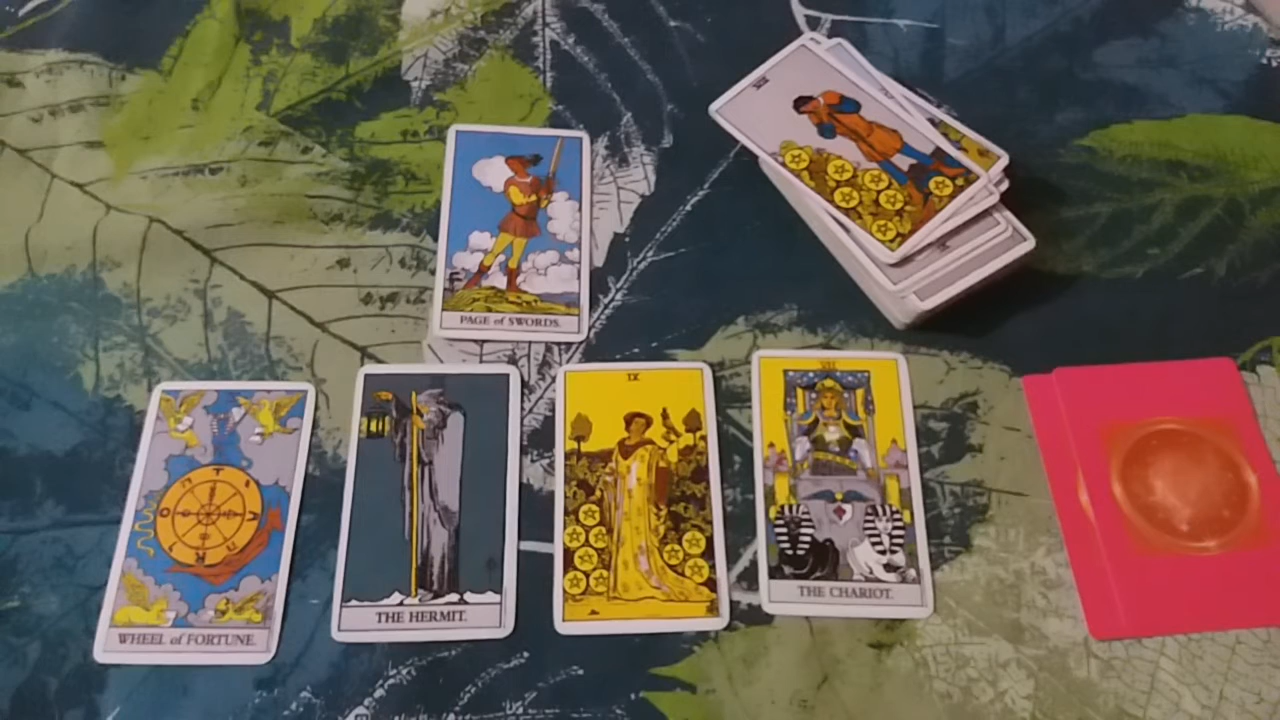 PAGE of SWORDS.
WHEEL of FORTUNE.
THE HERMIT.
IX
VII
THE CHARIOT.